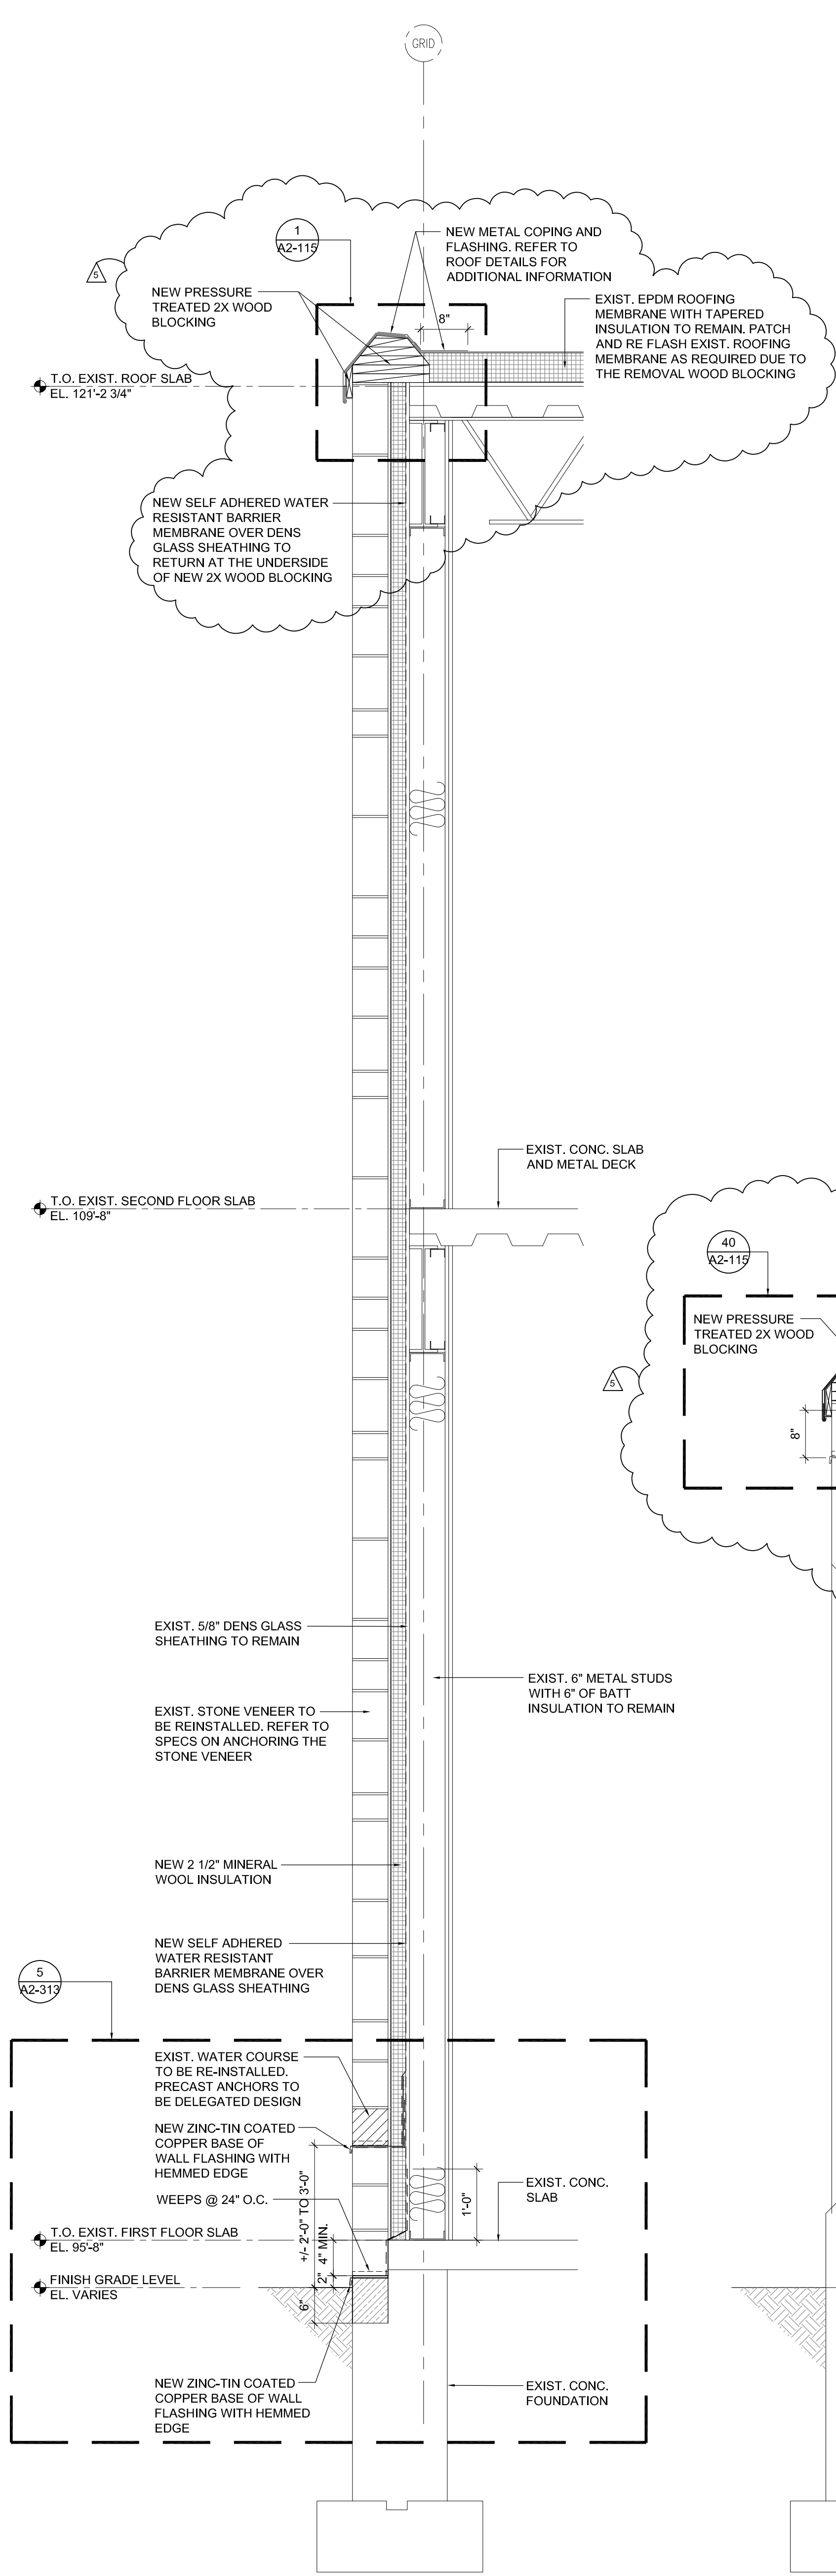 GRID
1
A2-115
5
NEW METAL COPING AND
FLASHING. REFER TO
ROOF DETAILS FOR
ADDITIONAL INFORMATION
NEW PRESSURE
TREATED 2X WOOD
BLOCKING
8"
EXIST. EPDM ROOFING
MEMBRANE WITH TAPERED
INSULATION TO REMAIN. PATCH
AND RE FLASH EXIST. ROOFING
MEMBRANE AS REQUIRED DUE TO
THE REMOVAL WOOD BLOCKING
T.O. EXIST. ROOF SLAB
EL. 121'-2 3/4"
NEW SELF ADHERED WATER
RESISTANT BARRIER
MEMBRANE OVER DENS
GLASS SHEATHING TO
RETURN AT THE UNDERSIDE
OF NEW 2X WOOD BLOCKING
EXIST. CONC. SLAB
AND METAL DECK
T.O. EXIST. SECOND FLOOR SLAB
EL. 109'-8"
40
A2-115
NEW PRESSURE
TREATED 2X WOOD
BLOCKING
5
8"
EXIST. 5/8" DENS GLASS
SHEATHING TO REMAIN
EXIST. 6" METAL STUDS
WITH 6" OF BATT
INSULATION TO REMAIN
EXIST. STONE VENEER TO
BE REINSTALLED. REFER TO
SPECS ON ANCHORING THE
STONE VENEER
NEW 2 1/2" MINERAL
WOOL INSULATION
NEW SELF ADHERED
WATER RESISTANT
BARRIER MEMBRANE OVER
DENS GLASS SHEATHING
5
A2-313
EXIST. WATER COURSE
TO BE RE-INSTALLED.
PRECAST ANCHORS TO
BE DELEGATED DESIGN
NEW ZINC-TIN COATED
COPPER BASE OF
WALL FLASHING WITH
HEMMED EDGE
WEEPS @ 24" O.C.
+/- 2'-0" TO 3'-0"
4" MIN.
2"
6"
1'-0"
EXIST. CONC.
SLAB
T.O. EXIST. FIRST FLOOR SLAB
EL. 95'-8"
FINISH GRADE LEVEL
EL. VARIES
NEW ZINC-TIN COATED
COPPER BASE OF WALL
FLASHING WITH HEMMED
EDGE
EXIST. CONC.
FOUNDATION